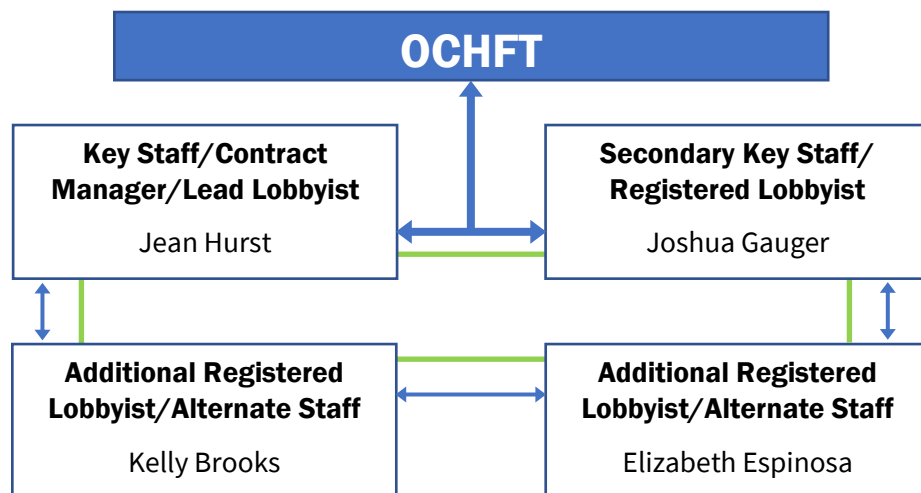 OCHFT
Key Staff/Contract
Manager/Lead Lobbyist
Jean Hurst
Secondary Key Staff/
Registered Lobbyist
Joshua Gauger
Additional Registered
Lobbyist/Alternate Staff
Kelly Brooks
Additional Registered
Lobbyist/Alternate Staff
Elizabeth Espinosa